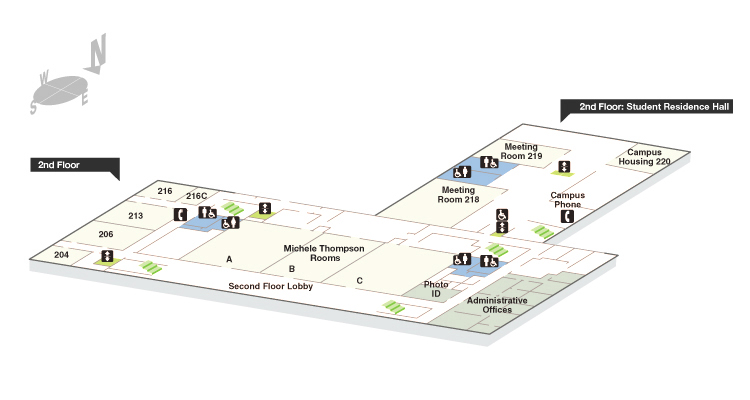 N
W
S
E
2nd Floor: Student Residence Hall
2nd Floor
Meeting
Room 219
Campus
Housing 220
Meeting
Room 218
Campus
Phone
216
216C
213
206
204
Michele Thompson
Rooms
A
B
C
Second Floor Lobby
Photo
ID
Administrative
Offices